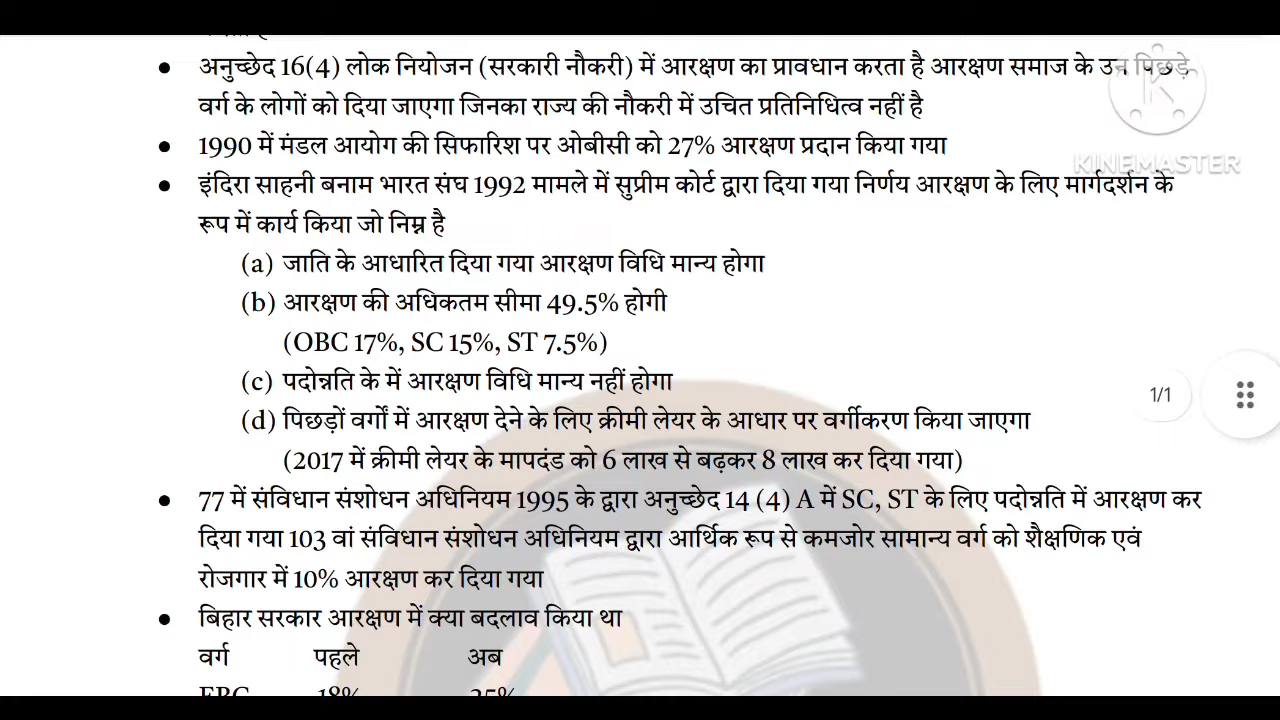 ● अनुच्छेद 16(4) लोक नियोजन (सरकारी नौकरी) में आरक्षण का प्रावधान करता है आरक्षण समाज के उन पिछड़े
वर्ग के लोगों को दिया जाएगा जिनका राज्य की नौकरी में उचित प्रतिनिधित्व नहीं है
KINEMASTER
● 1990 में मंडल आयोग की सिफारिश पर ओबीसी को 27% आरक्षण प्रदान किया गया
● इंदिरा साहनी बनाम भारत संघ 1992 मामले में सुप्रीम कोर्ट द्वारा दिया गया निर्णय आरक्षण के लिए मार्गदर्शन के
रूप में कार्य किया जो निम्न है
(a) जाति के आधारित दिया गया आरक्षण विधि मान्य होगा
(b) आरक्षण की अधिकतम सीमा 49.5% होगी
(OBC 17%, SC 15%, ST 7.5%)
(c) पदोन्नति के में आरक्षण विधि मान्य नहीं होगा
1/1
(d) पिछड़ों वर्गों में आरक्षण देने के लिए क्रीमी लेयर के आधार पर वर्गीकरण किया जाएगा
(2017 में क्रीमी लेयर के मापदंड को 6 लाख से बढ़कर 8 लाख कर दिया गया)
● 77 में संविधान संशोधन अधिनियम 1995 के द्वारा अनुच्छेद 14 (4) A में SC, ST के लिए पदोन्नति में आरक्षण कर
दिया गया 103 वां संविधान संशोधन अधिनियम द्वारा आर्थिक रूप से कमजोर सामान्य वर्ग को शैक्षणिक एवं
रोजगार में 10% आरक्षण कर दिया गया
● बिहार सरकार आरक्षण में क्या बदलाव किया था
वर्ग पहले अब
EBC 18% 25%